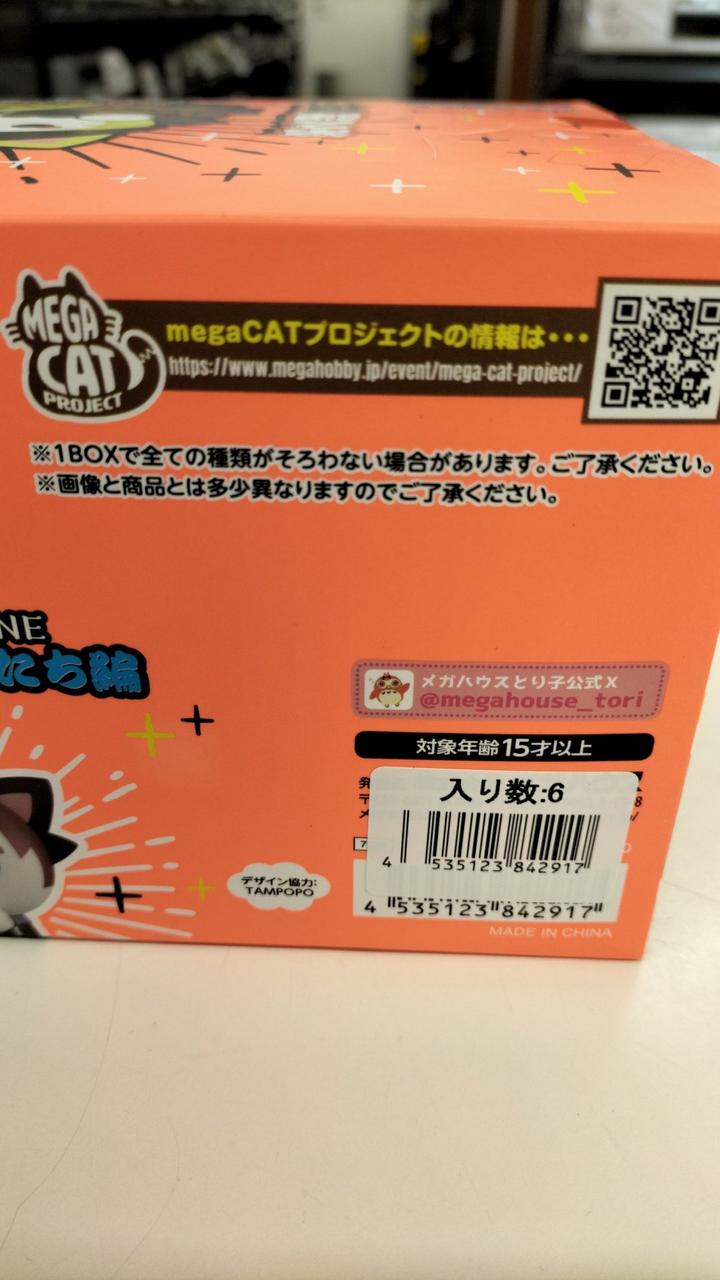 MEGA
CAT
PROJECT
megaCATプロジェクトの情報は・・・
https://www.megahobby.jp/event/mega-cat-project/
※1BOXで全ての種類がそろわない場合があります。ご了承ください。
※画像と商品とは多少異なりますのでご了承ください。
NE
たち編
メガハウスとり子公式X
@megahouse_tori
対象年齢15才以上
入り数:6
4 535123 842917
デザイン協力:
TAMPOPO
4 535123 842917
MADE IN CHINA